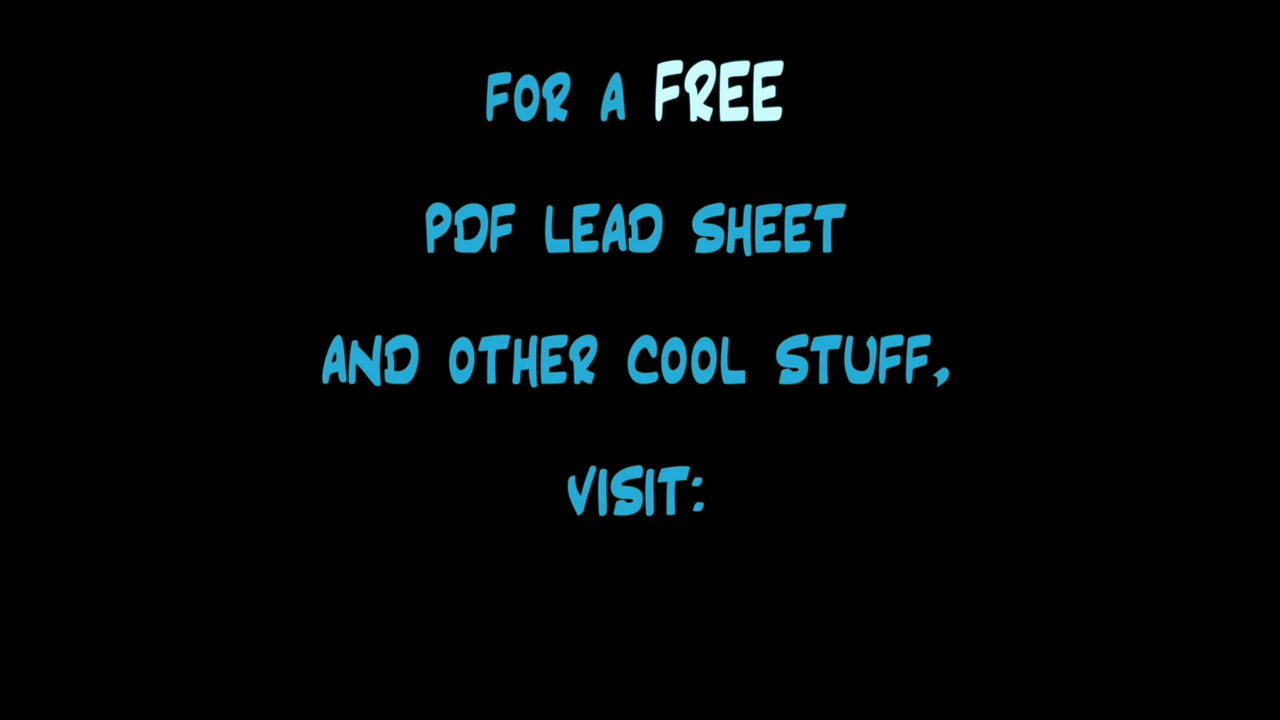 FOR A FREE
PDF LEAD SHEET
AND OTHER COOL STUFF,
VISIT: